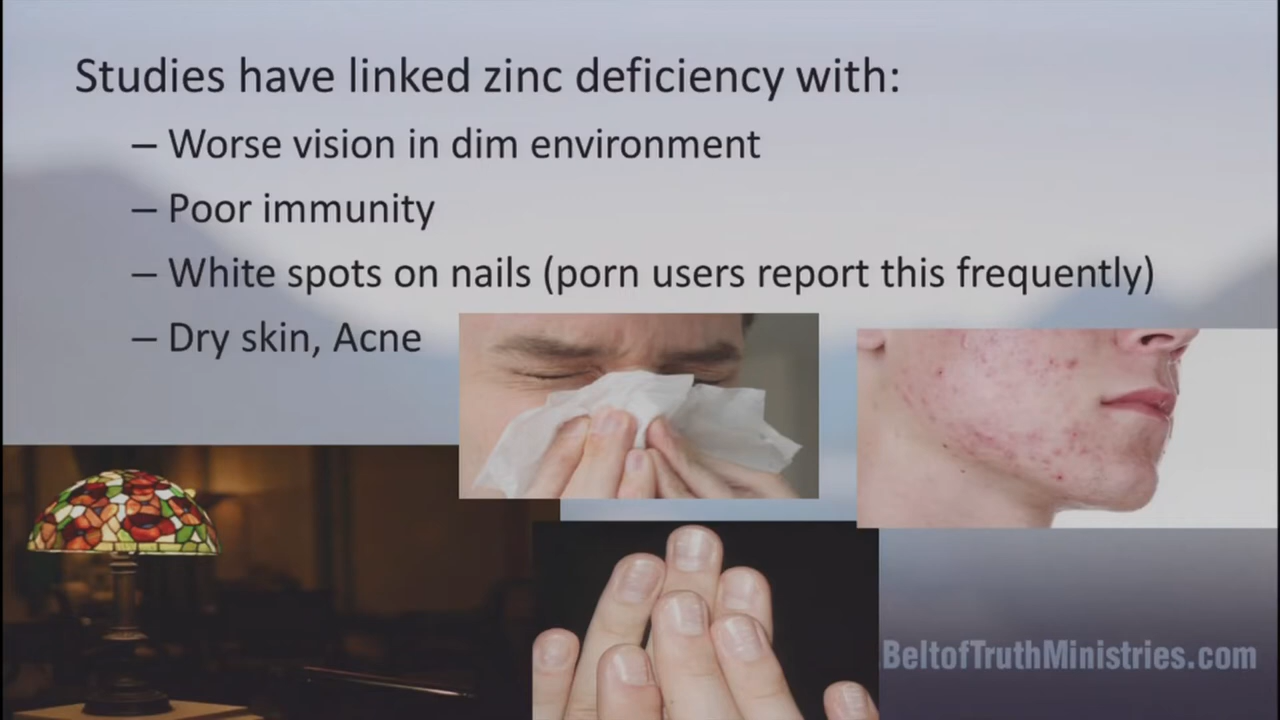 Studies have linked zinc deficiency with:
– Worse vision in dim environment
– Poor immunity
– White spots on nails (porn users report this frequently)
– Dry skin, Acne
BeltofTruthMinistries.com